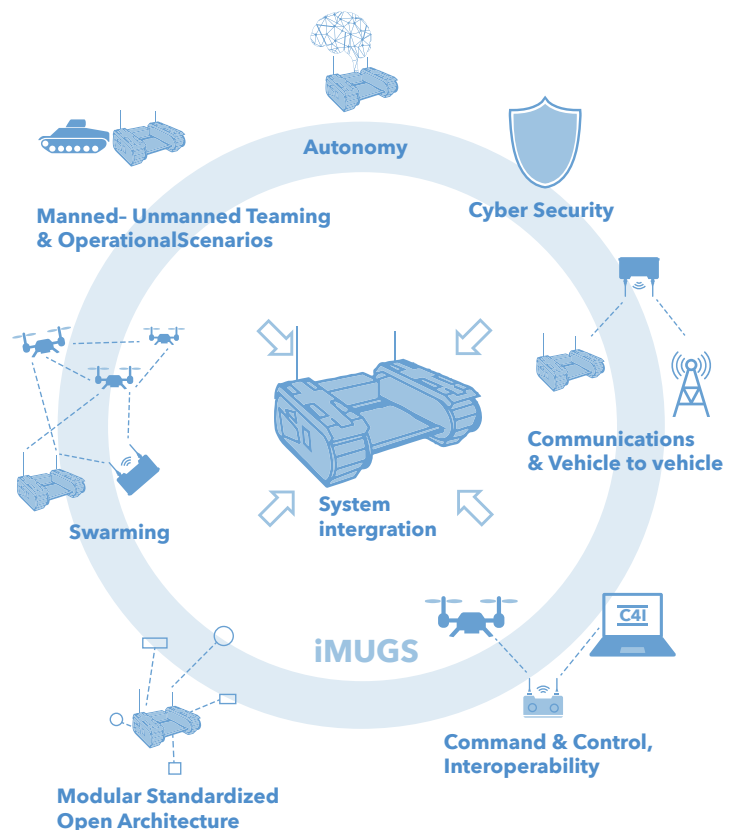 Autonomy
Cyber Security
Manned– Unmanned Teaming
& OperationalScenarios
Communications
& Vehicle to vehicle
System
intergration
Swarming
C4I
iMUGS
Command & Control,
Interoperability
Modular Standardized
Open Architecture